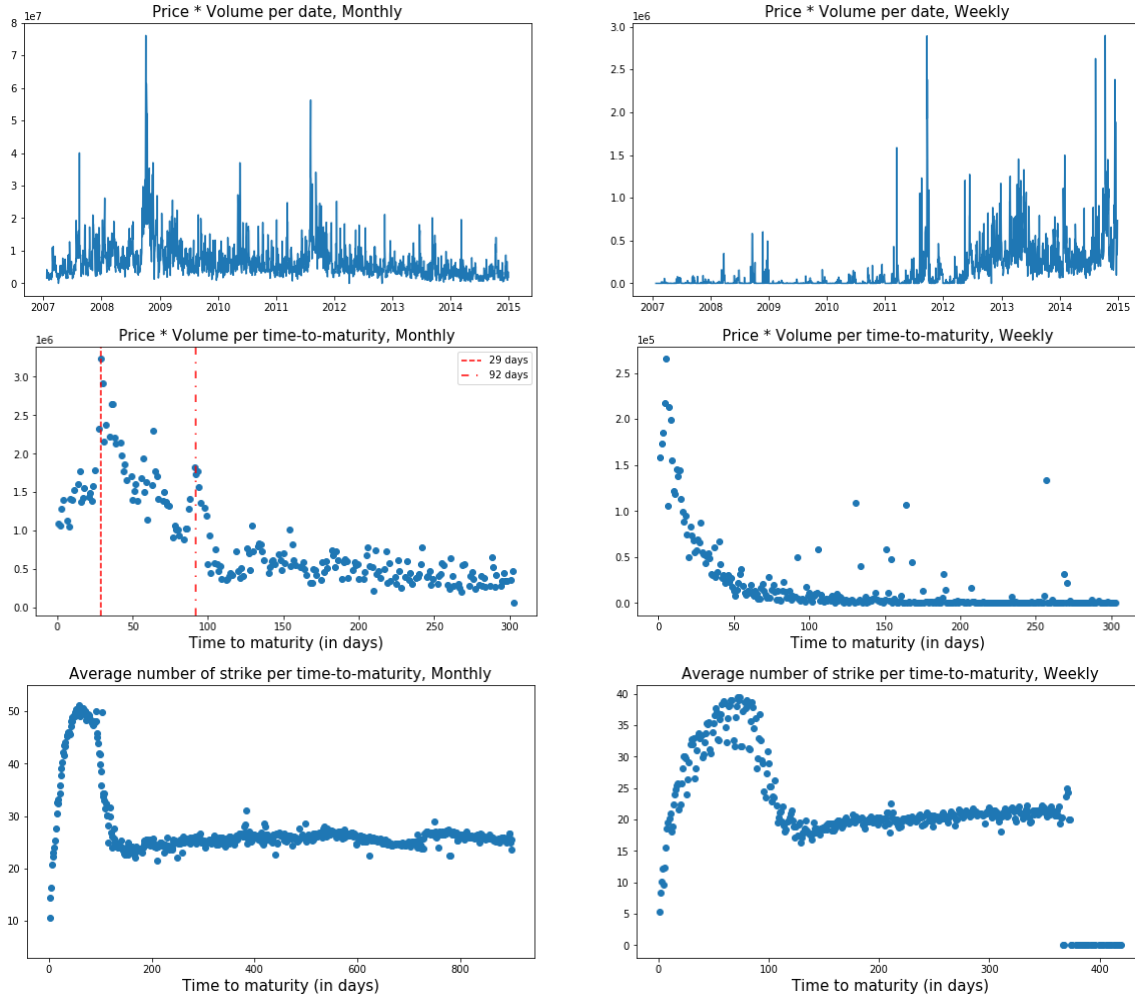 Price * Volume per date, Monthly
1e7
8
7
6
5
4
3
2
1
0
2007 2008 2009 2010 2011 2012 2013 2014 2015
Price * Volume per date, Weekly
1e6
3.0
2.5
2.0
1.5
1.0
0.5
0.0
2007 2008 2009 2010 2011 2012 2013 2014 2015
Price * Volume per time-to-maturity, Monthly
1e6
29 days
92 days
3.0
2.5
2.0
1.5
1.0
0.5
0.0
0 50 100 150 200 250 300
Time to maturity (in days)
Price * Volume per time-to-maturity, Weekly
1e5
2.5
2.0
1.5
1.0
0.5
0.0
0 50 100 150 200 250 300
Time to maturity (in days)
Average number of strike per time-to-maturity, Monthly
50
40
30
20
10
0 200 400 600 800
Time to maturity (in days)
Average number of strike per time-to-maturity, Weekly
40
35
30
25
20
15
10
5
0
0 100 200 300 400
Time to maturity (in days)